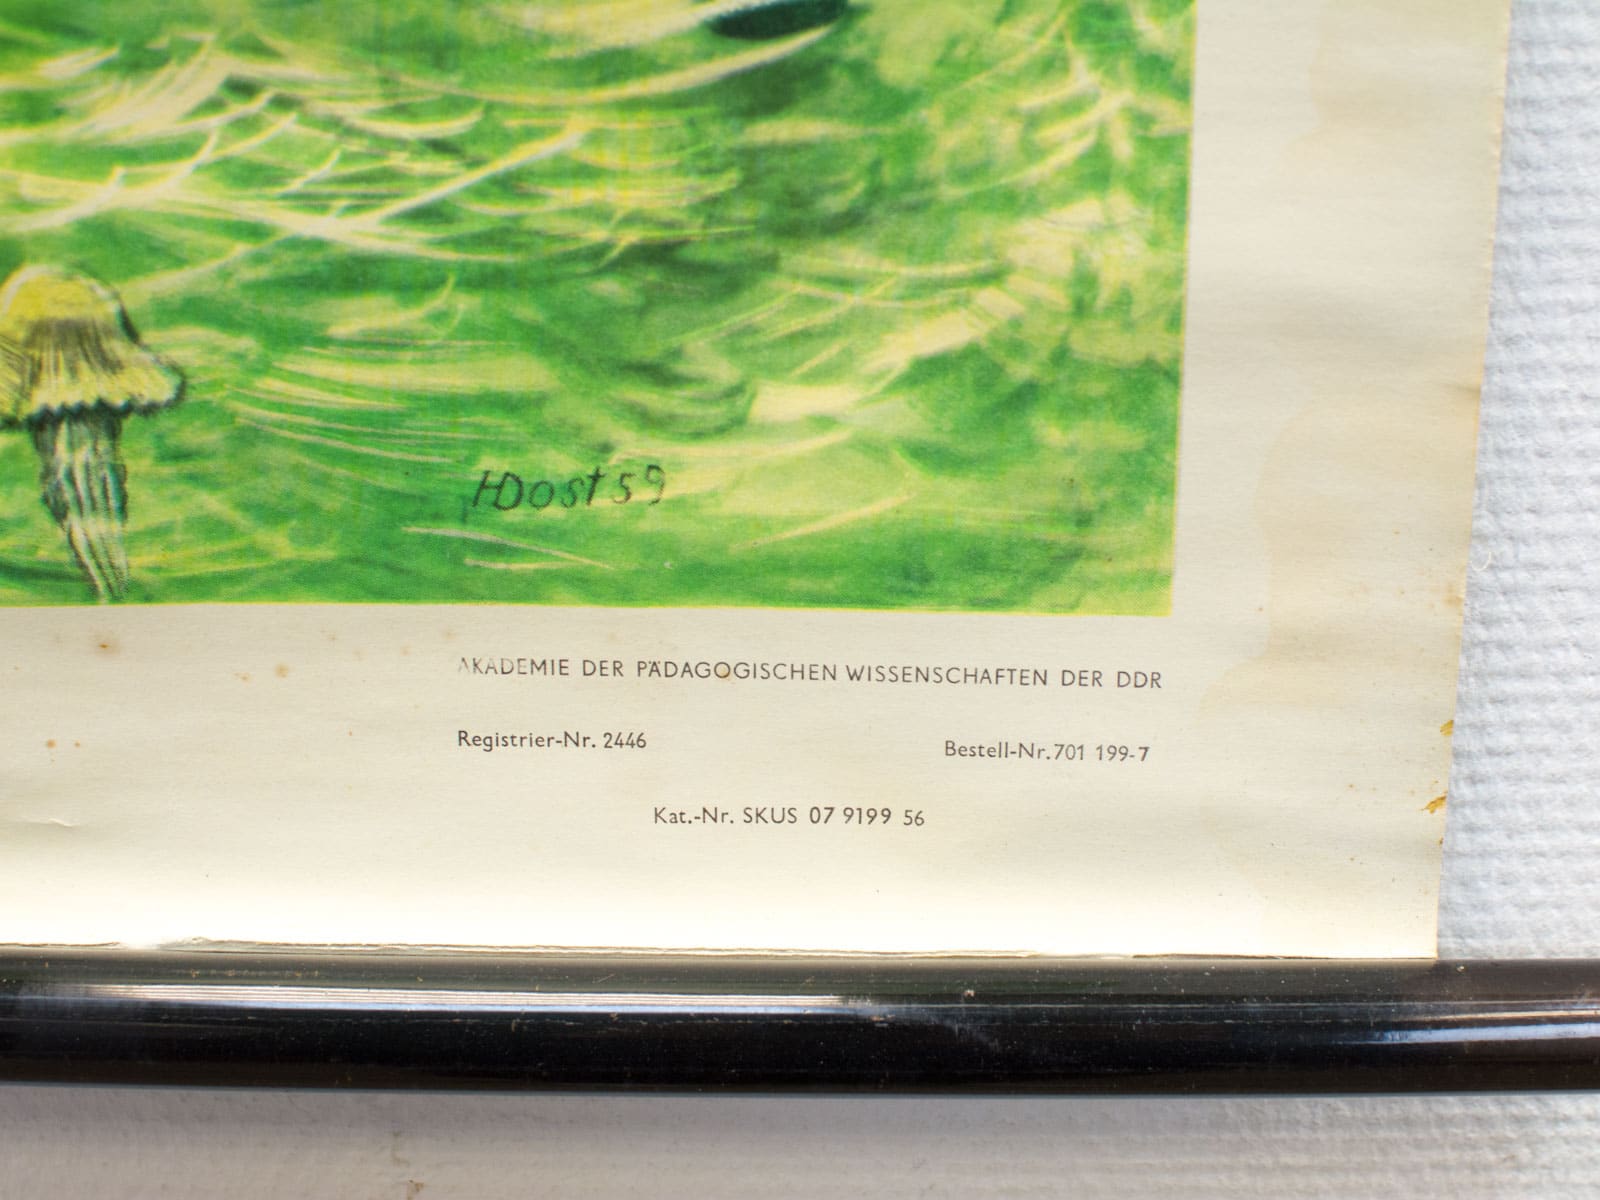 HDost 59
AKADEMIE DER PÄDAGOGISCHEN WISSENSCHAFTEN DER DDR
Registrier-Nr. 2446
Bestell-Nr. 701 199-7
Kat.-Nr. SKUS 07 9199 56